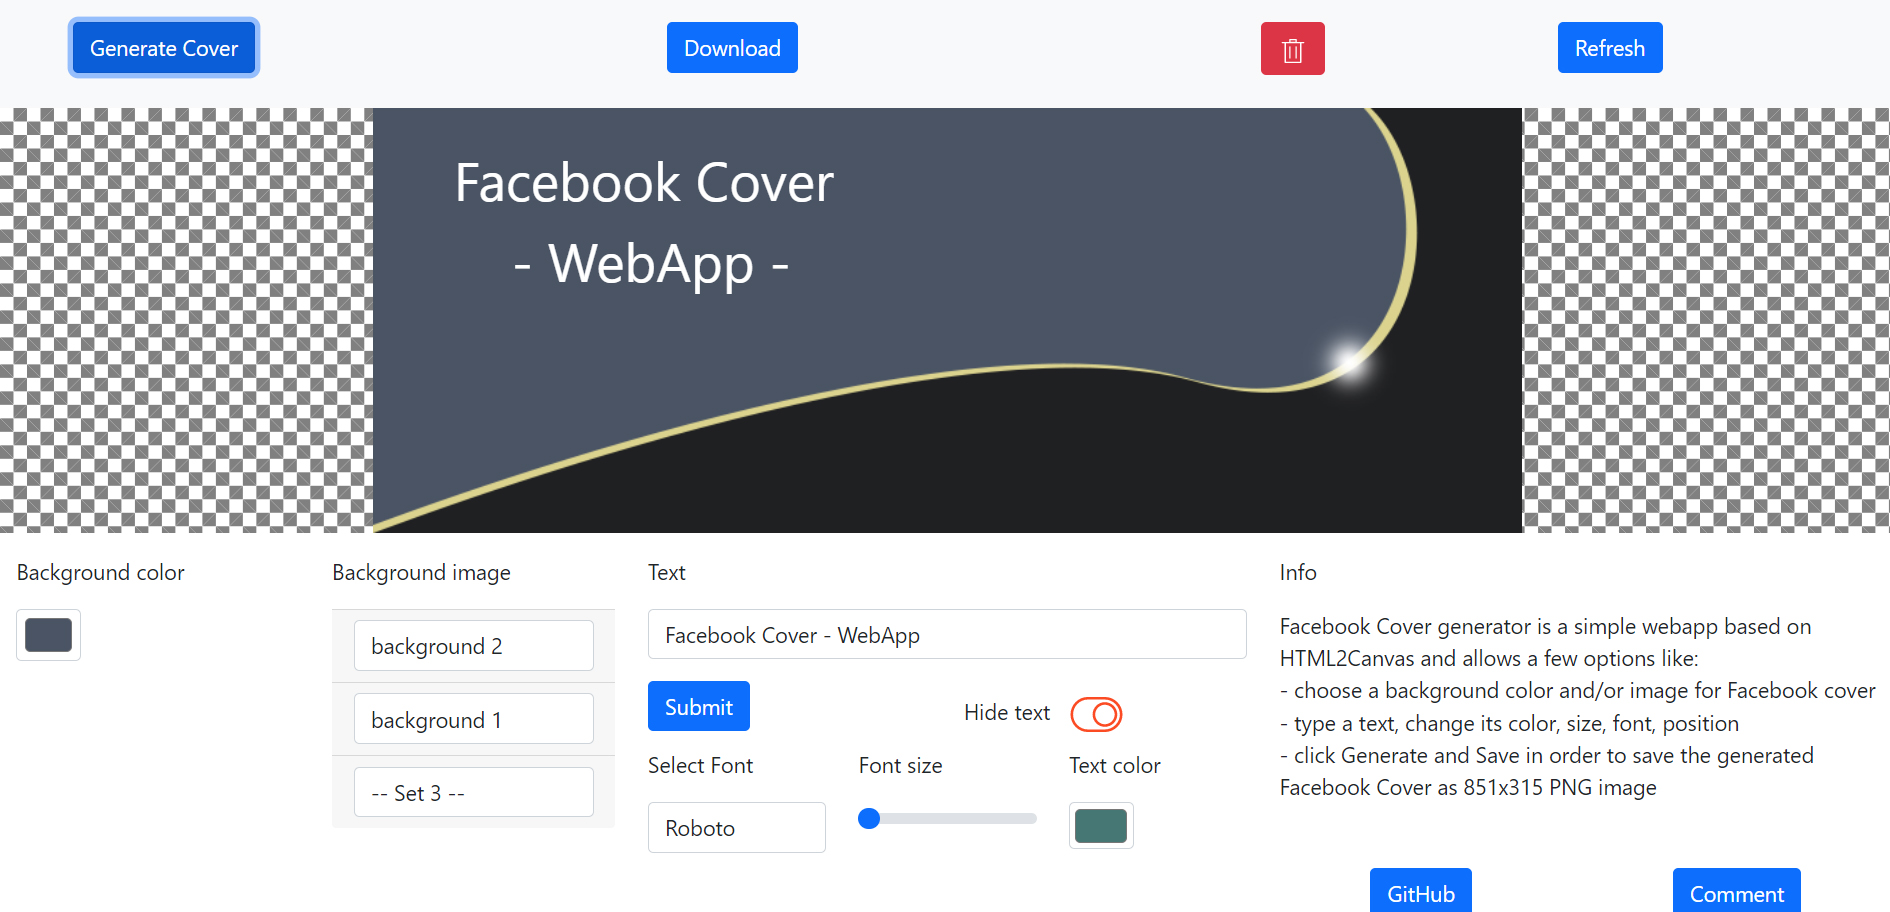 Generate Cover
Download
Refresh
Facebook Cover
- WebApp -
Background color
Background image
background 2
background 1
-- Set 3 --
Text
Facebook Cover - WebApp
Submit
Hide text
Select Font
Font size
Text color
Roboto
Info
Facebook Cover generator is a simple webapp based on
HTML2Canvas and allows a few options like:
- choose a background color and/or image for Facebook cover
- type a text, change its color, size, font, position
- click Generate and Save in order to save the generated
Facebook Cover as 851x315 PNG image
GitHub
Comment